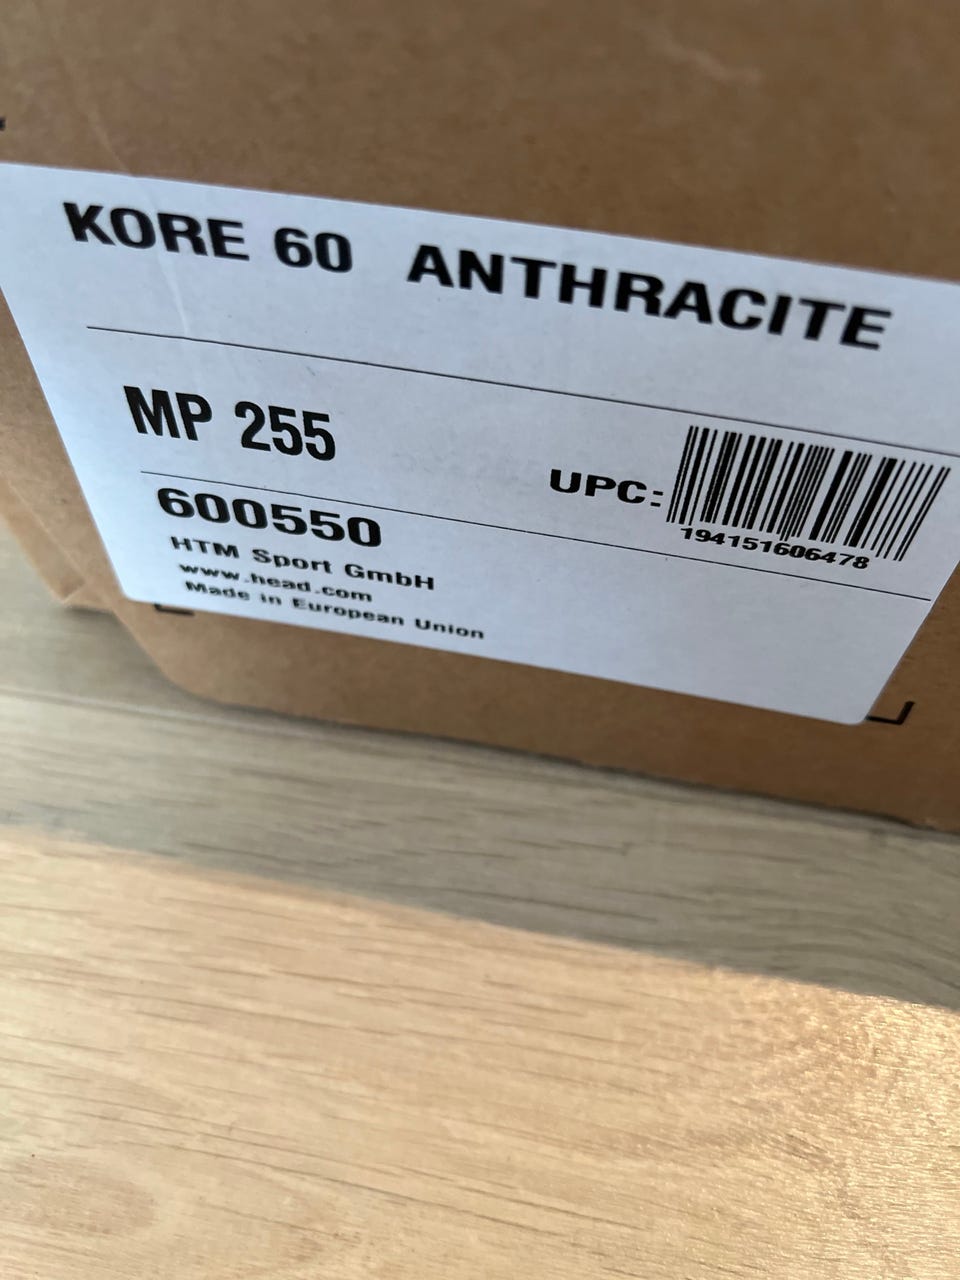 KORE 60 ANTHRACITE
MP 255
UPC:
194151606478
600550
HTM Sport GmbH
www.head.com
Made in European Union